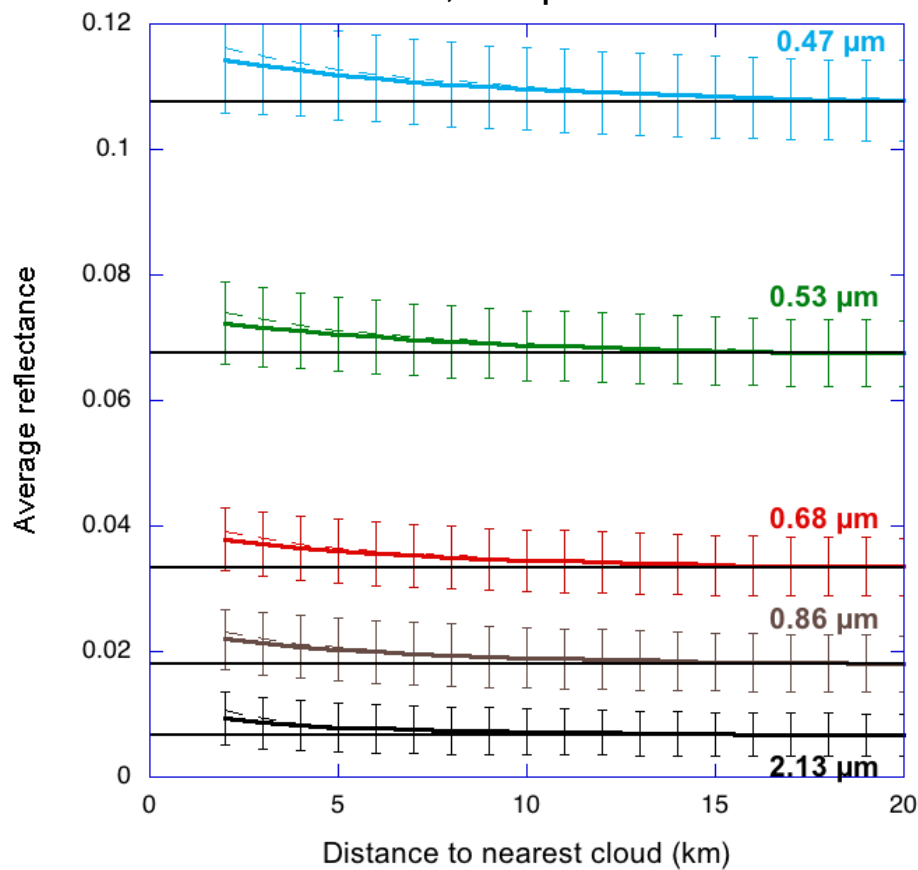 0.12
0.47 µm
0.1
0.08
0.53 µm
0.06
0.04
0.68 µm
0.86 µm
0.02
2.13 µm
0
0 5 10 15 20
Average reflectance
Distance to nearest cloud (km)